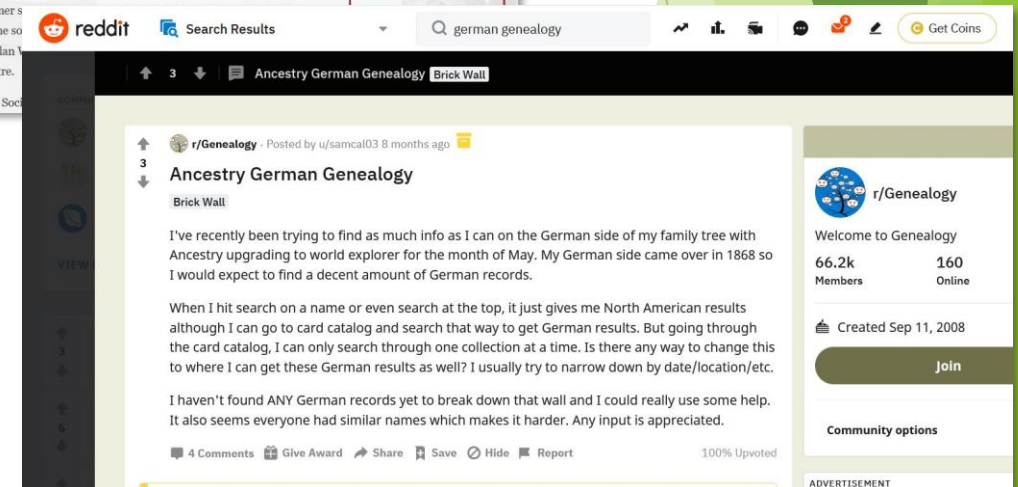 ner s
ne so
lan V
re.
Soci
reddit Search Results german genealogy 2 Get Coins
3 Ancestry German Genealogy Brick Wall
r/Genealogy · Posted by u/samcal03 8 months ago
3
Ancestry German Genealogy
Brick Wall
I've recently been trying to find as much info as I can on the German side of my family tree with
Ancestry upgrading to world explorer for the month of May. My German side came over in 1868 so
I would expect to find a decent amount of German records.
When I hit search on a name or even search at the top, it just gives me North American results
although I can go to card catalog and search that way to get German results. But going through
the card catalog, I can only search through one collection at a time. Is there any way to change this
to where I can get these German results as well? I usually try to narrow down by date/location/etc.
I haven't found ANY German records yet to break down that wall and I could really use some help.
It also seems everyone had similar names which makes it harder. Any input is appreciated.
4 Comments Give Award Share Save Hide Report 100% Upvoted
r/Genealogy
Welcome to Genealogy
66.2k 160
Members Online
Created Sep 11, 2008
Join
Community options
ADVERTISEMENT
VIEW
3
6